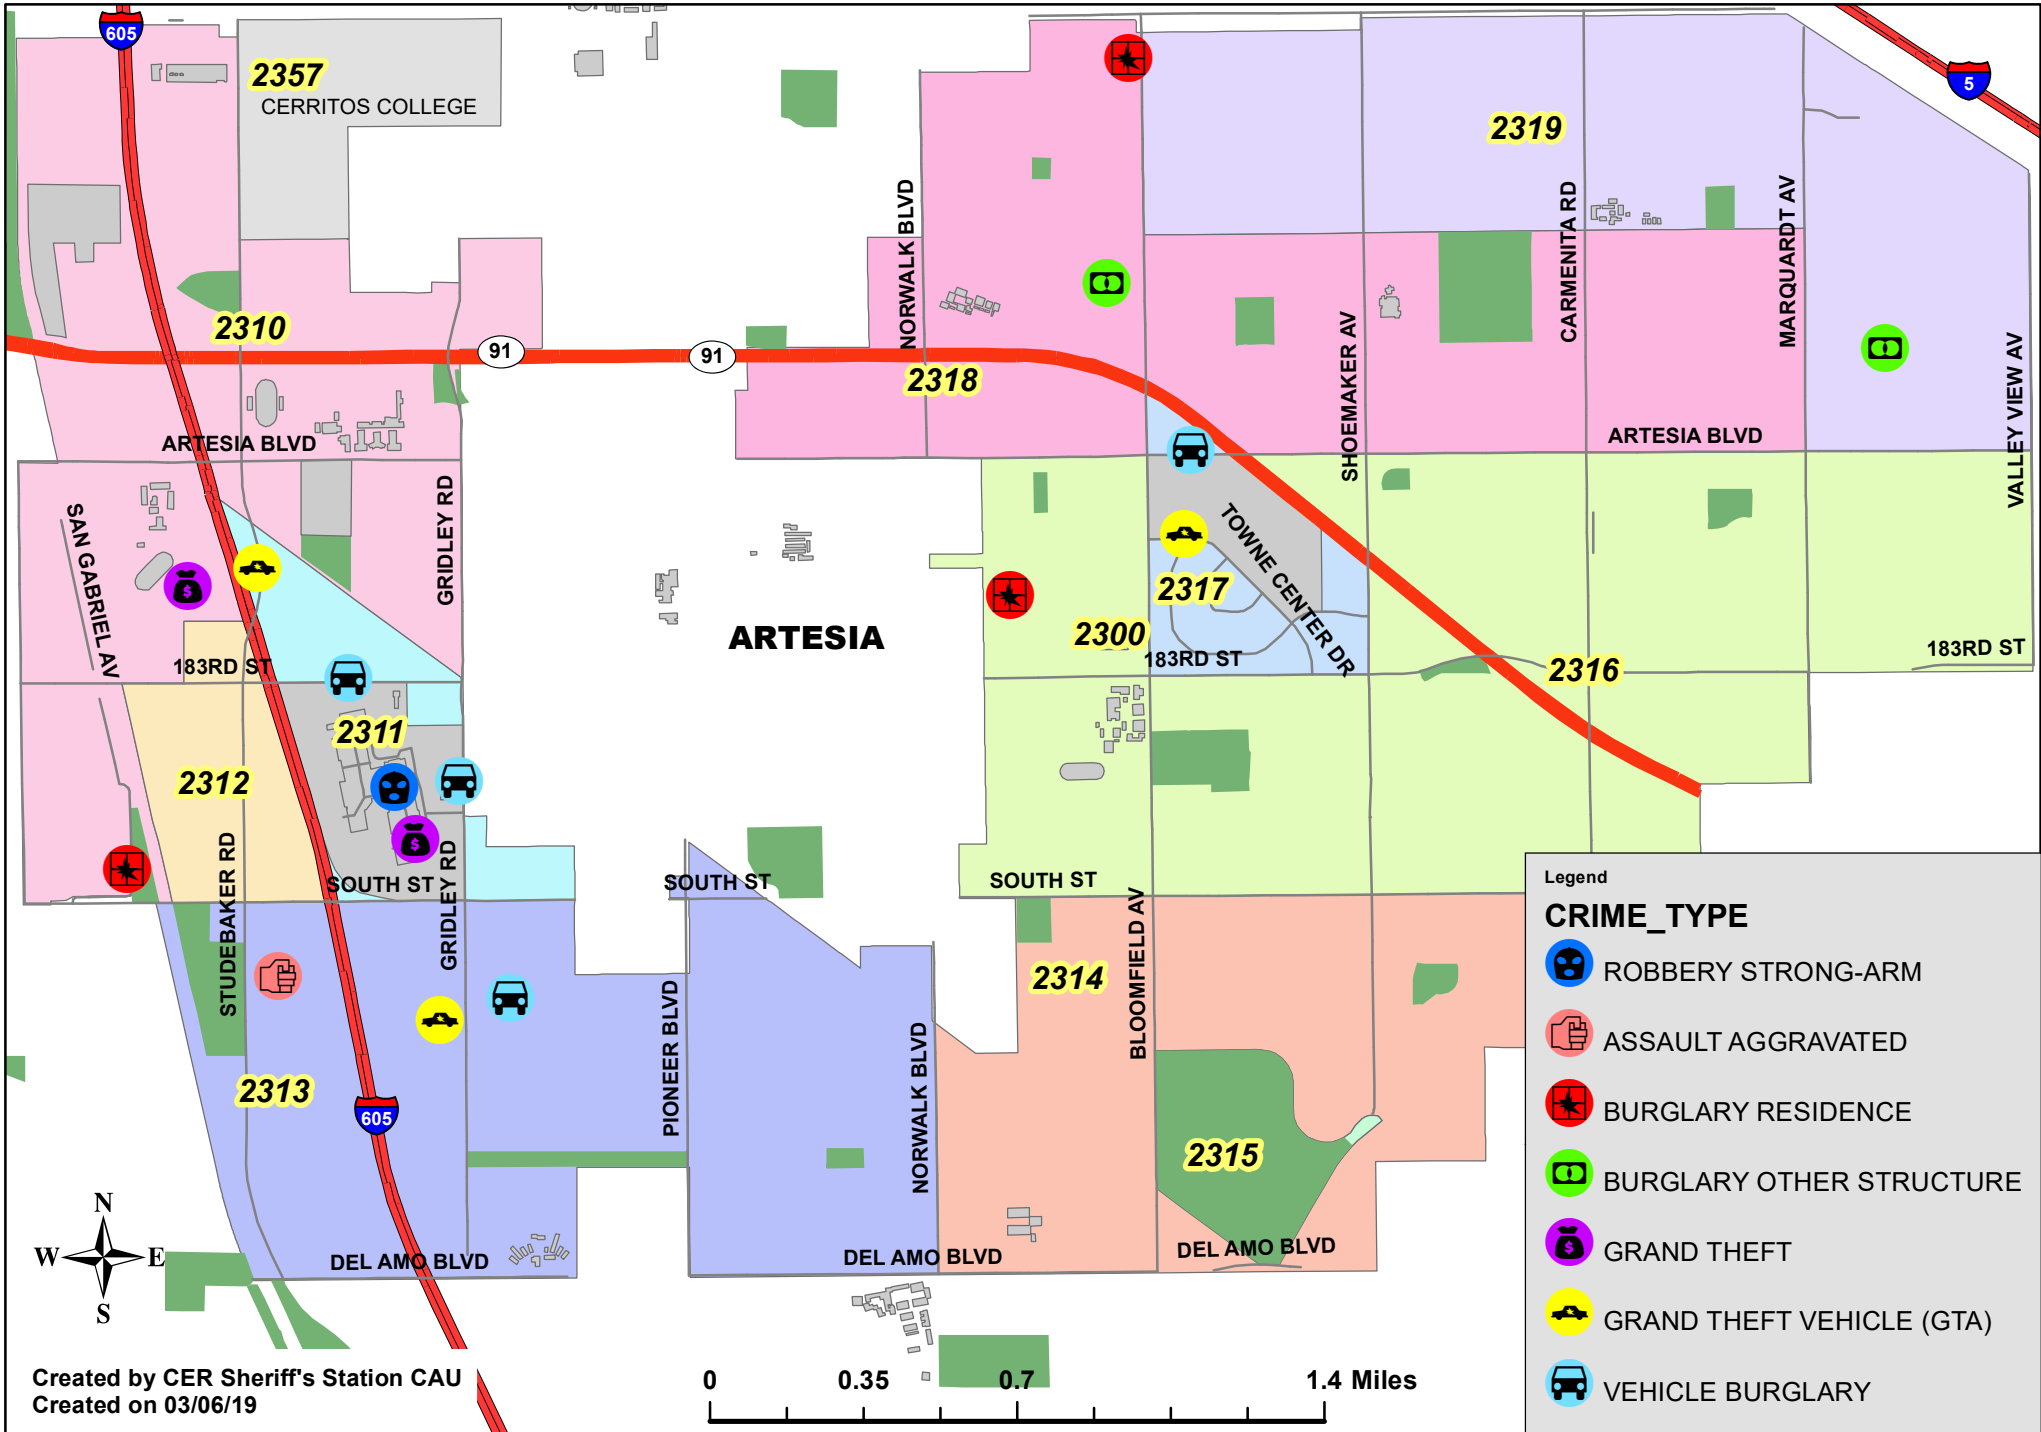 605
2357
CERRITOS COLLEGE
5
2319
NORWALK BLVD
CARMENITA RD
MARQUARDT AV
2310
91
91
2318
SHOEMAKER AV
VALLEY VIEW AV
ARTESIA BLVD
ARTESIA BLVD
SAN GABRIEL AV
GRIDLEY RD
TOWNE CENTER DR
2317
ARTESIA
2300
183RD ST
183RD ST
183RD ST
2316
2311
2312
STUDEBAKER RD
SOUTH ST
GRIDLEY RD
SOUTH ST
SOUTH ST
BLOOMFIELD AV
2314
PIONEER BLVD
NORWALK BLVD
2313
605
2315
N
W E
S
DEL AMO BLVD
DEL AMO BLVD
DEL AMO BLVD
Legend
CRIME_TYPE
ROBBERY STRONG-ARM
ASSAULT AGGRAVATED
BURGLARY RESIDENCE
BURGLARY OTHER STRUCTURE
$ GRAND THEFT
GRAND THEFT VEHICLE (GTA)
VEHICLE BURGLARY
$
$
Created by CER Sheriff's Station CAU
Created on 03/06/19
0 0.35 0.7 1.4 Miles